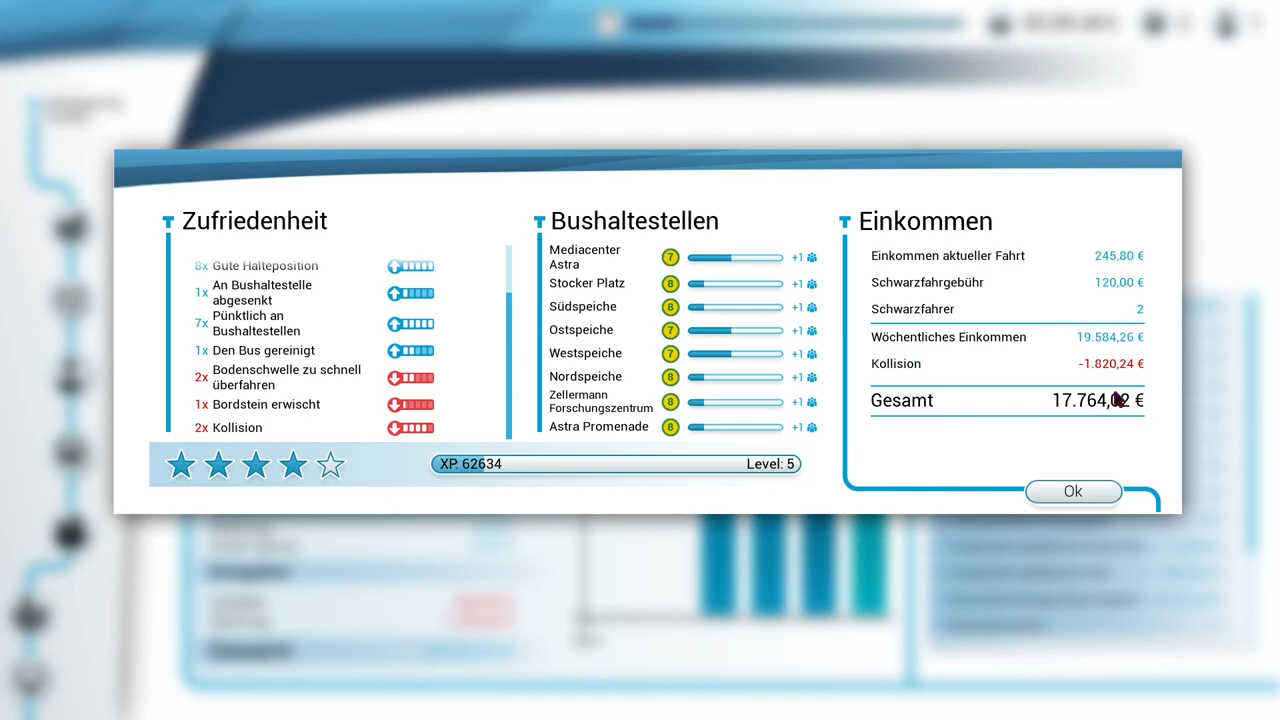 Zufriedenheit
8x Gute Halteposition
1x An Bushaltestelle
abgesenkt
7x Pünktlich an
Bushaltestellen
1x Den Bus gereinigt
2x Bodenschwelle zu schnell
überfahren
1x Bordstein erwischt
2x Kollision
XP: 62634 Level: 5
Bushaltestellen
Mediacenter
Astra 7 +1
Stocker Platz 8 +1
Südspeiche 8 +1
Ostspeiche 7 +1
Westspeiche 7 +1
Nordspeiche 8 +1
Zellermann
Forschungszentrum 8 +1
Astra Promenade 8 +1
Einkommen
Einkommen aktueller Fahrt 245,80 €
Schwarzfahrgebühr 120,00 €
Schwarzfahrer 2
Wöchentliches Einkommen 19.584,26 €
Kollision -1.820,24 €
Gesamt 17.764,02 €
Ok